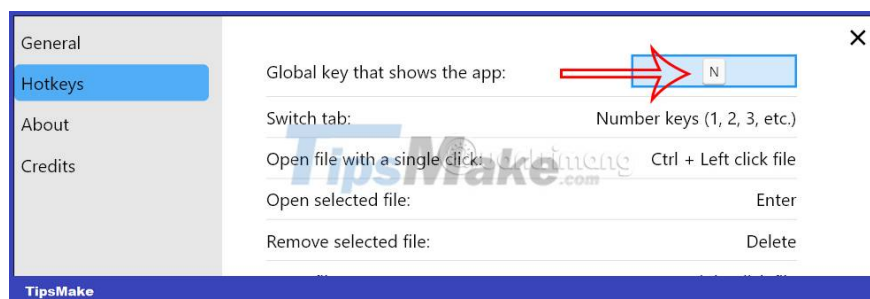 General
Hotkeys
About
Credits
Global key that shows the app: N
Switch tab: Number keys (1, 2, 3, etc.)
Open file with a single click: Ctrl + Left click file
Open selected file: Enter
Remove selected file: Delete
TipsMake
.com
TipsMake